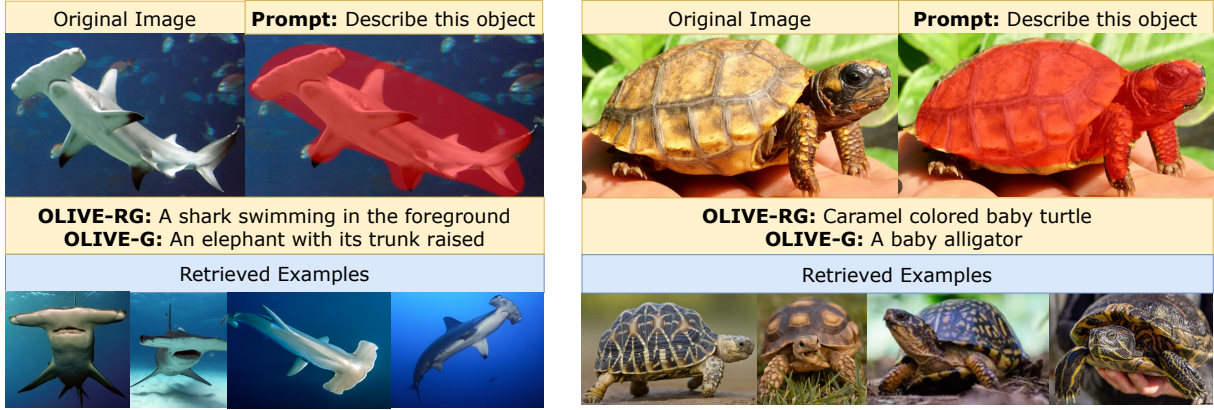 Original Image
Prompt: Describe this object
OLIVE-RG: A shark swimming in the foreground
OLIVE-G: An elephant with its trunk raised
Retrieved Examples
Original Image
Prompt: Describe this object
OLIVE-RG: Caramel colored baby turtle
OLIVE-G: A baby alligator
Retrieved Examples